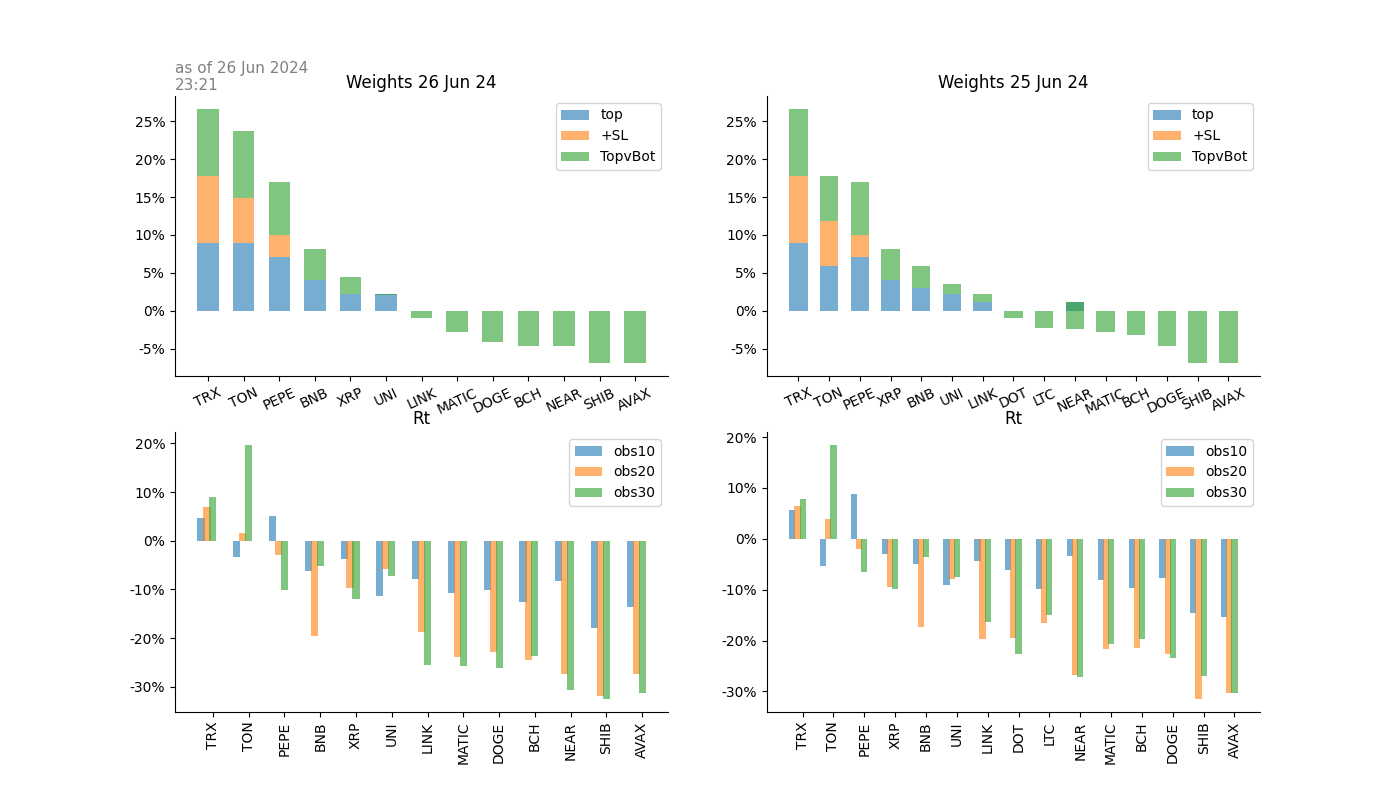 as of 26 Jun 2024
23:21
Weights 26 Jun 24
25%
20%
15%
10%
5%
0%
-5%
top
+SL
TopvBot
TRX TON PEPE BNB XRP UNI LINK MATIC DOGE BCH NEAR SHIB AVAX
Weights 25 Jun 24
25%
20%
15%
10%
5%
0%
-5%
top
+SL
TopvBot
TRX TON PEPE XRP BNB UNI LINK DOT LTC NEAR MATIC BCH DOGE SHIB AVAX
Rt
20%
10%
0%
-10%
-20%
-30%
obs10
obs20
obs30
TRX TON PEPE BNB XRP UNI LINK MATIC DOGE BCH NEAR SHIB AVAX
Rt
20%
10%
0%
-10%
-20%
-30%
obs10
obs20
obs30
TRX TON PEPE XRP BNB UNI LINK DOT LTC NEAR MATIC BCH DOGE SHIB AVAX